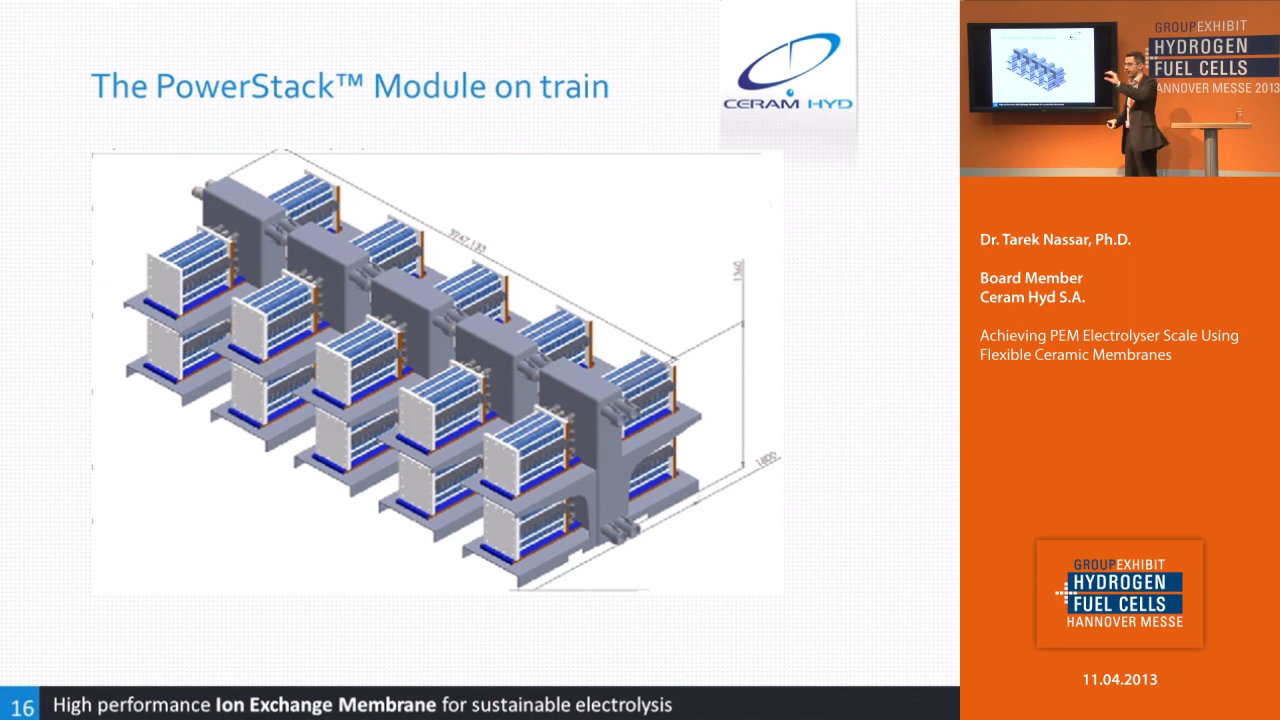 The PowerStack™ Module on train
CERAM HYD
1360
1800
16
High performance Ion Exchange Membrane for sustainable electrolysis
GROUPEXHIBIT
HYDROGEN
FUEL CELLS
HANNOVER MESSE 2013
Dr. Tarek Nassar, Ph.D.
Board Member
Ceram Hyd S.A.
Achieving PEM Electrolyser Scale Using
Flexible Ceramic Membranes
GROUPEXHIBIT
HYDROGEN
FUEL CELLS
HANNOVER MESSE
11.04.2013